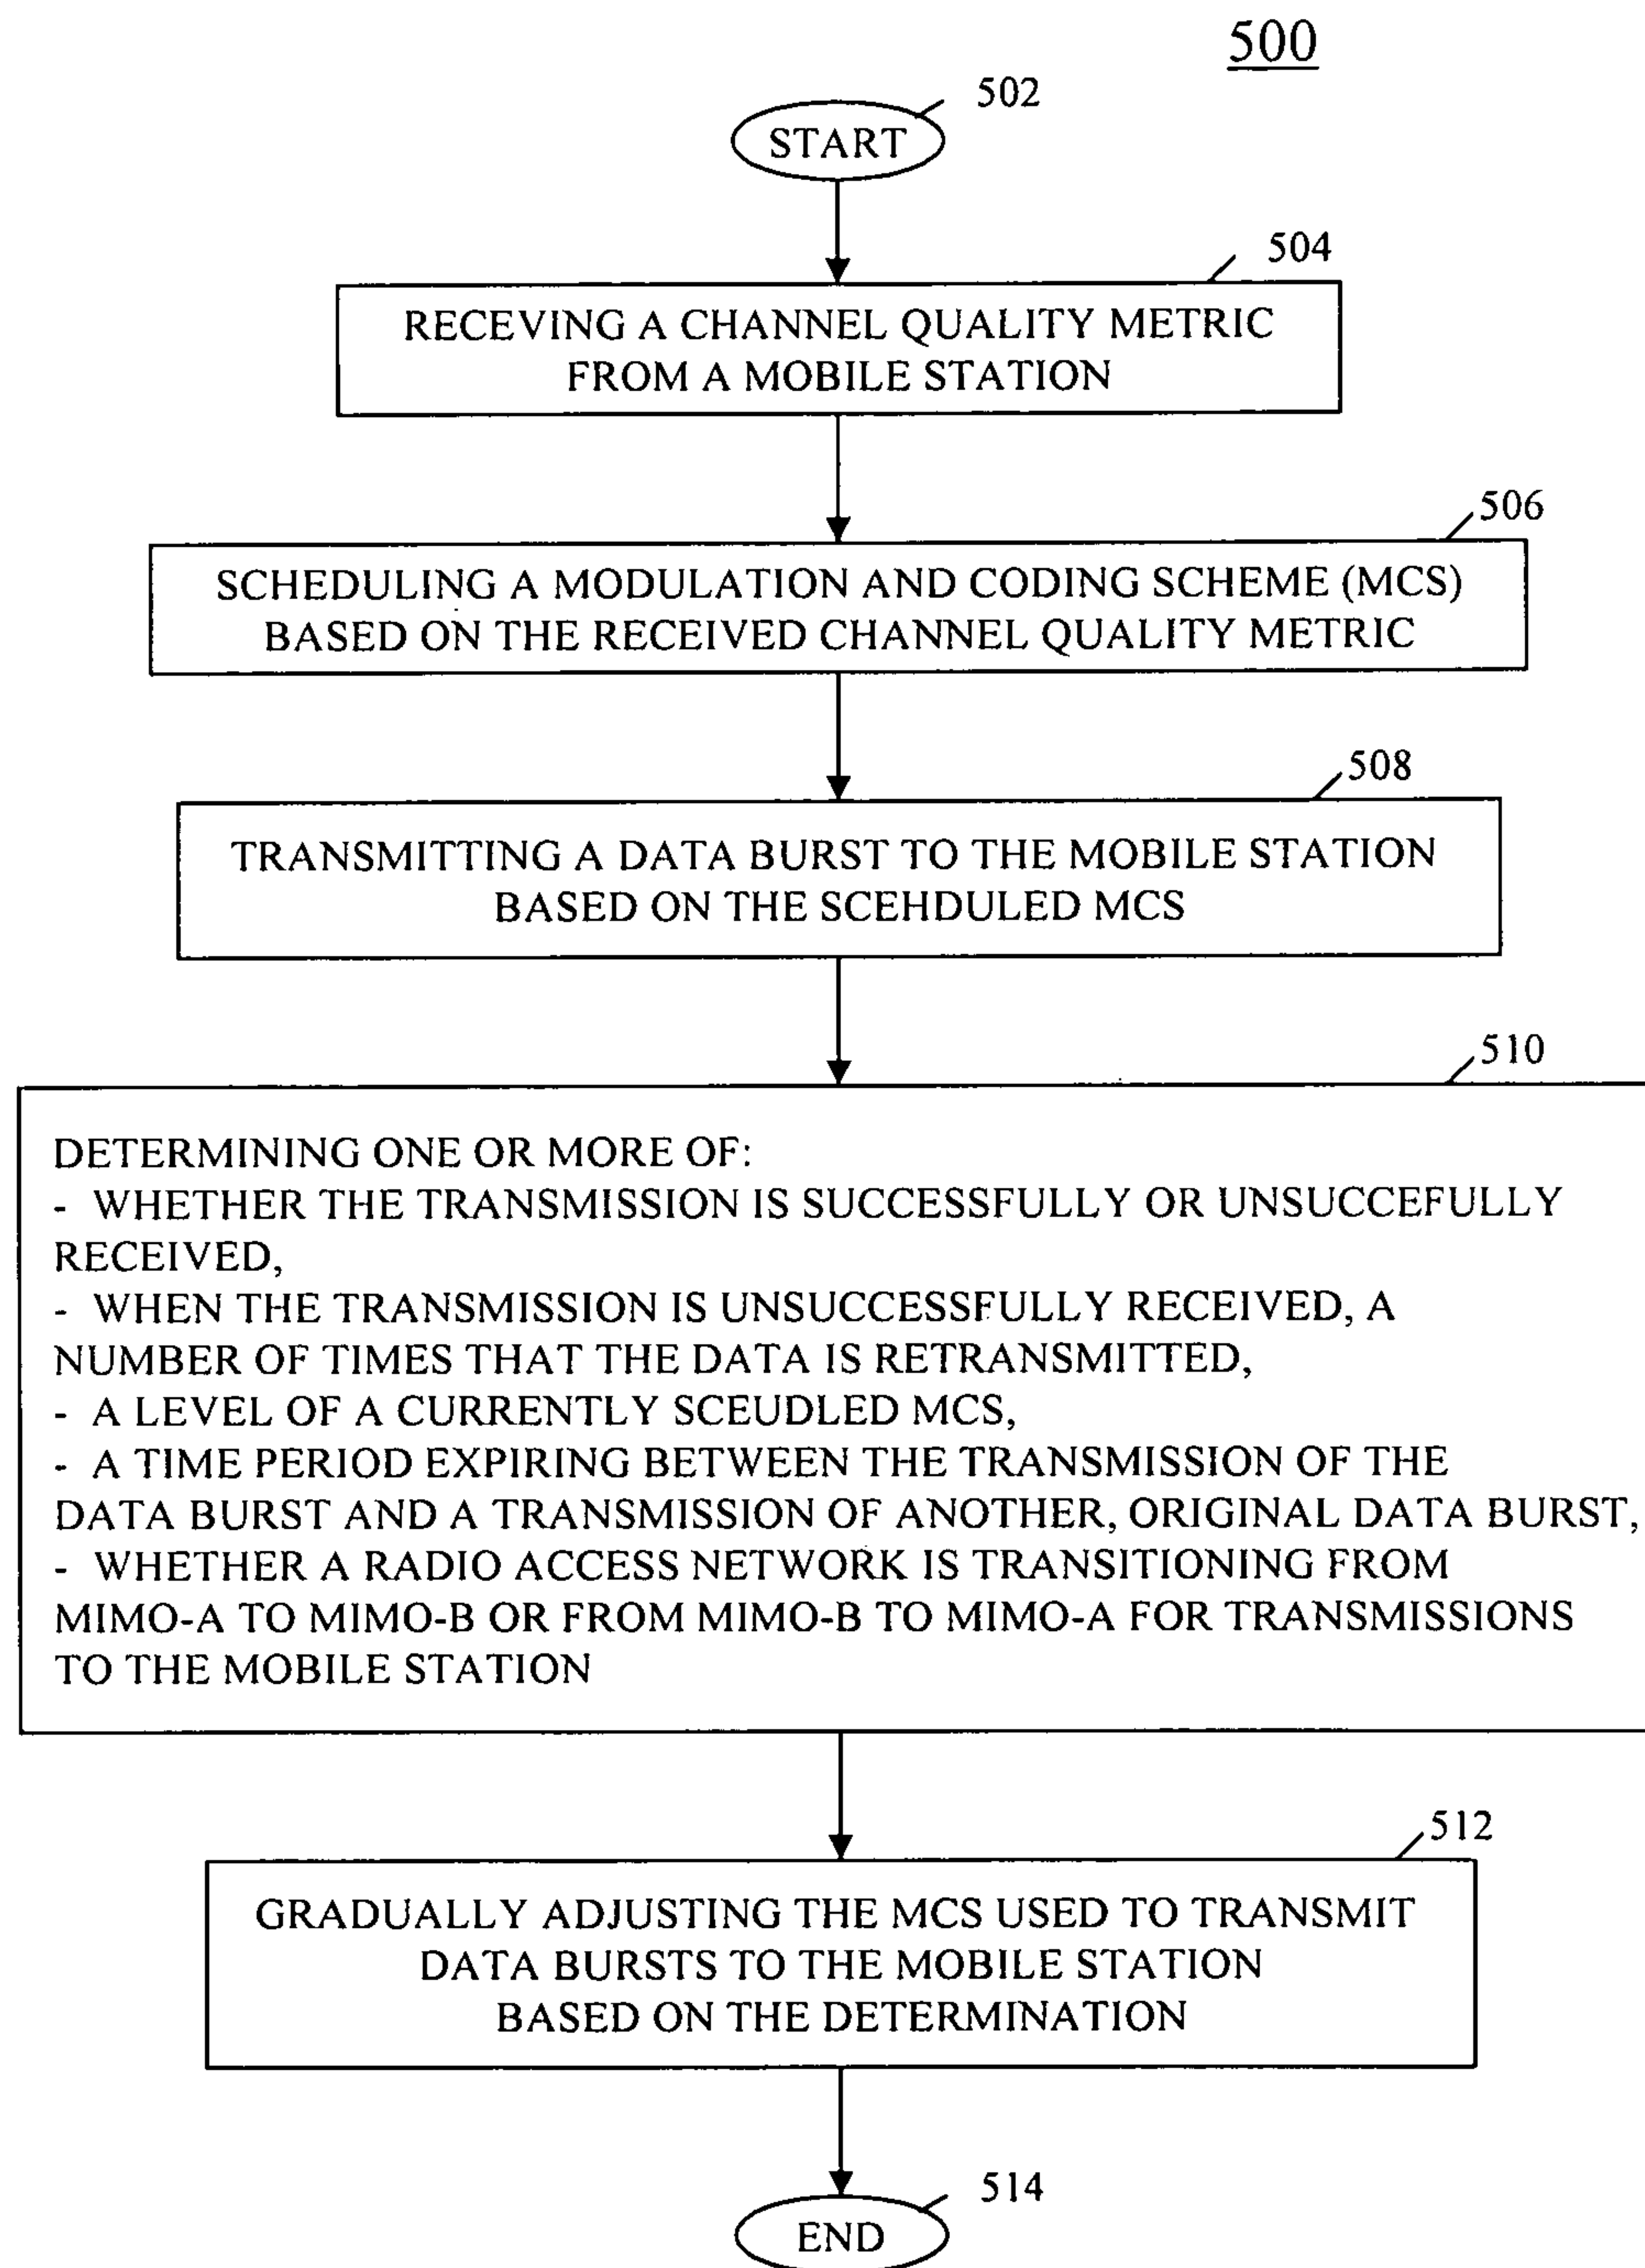 500
502
START
504
RECEVING A CHANNEL QUALITY METRIC
FROM A MOBILE STATION
506
SCHEDULING A MODULATION AND CODING SCHEME (MCS)
BASED ON THE RECEIVED CHANNEL QUALITY METRIC
508
TRANSMITTING A DATA BURST TO THE MOBILE STATION
BASED ON THE SCEHDULED MCS
510
DETERMINING ONE OR MORE OF:
- WHETHER THE TRANSMISSION IS SUCCESSFULLY OR UNSUCCEFULLY
RECEIVED,
- WHEN THE TRANSMISSION IS UNSUCCESSFULLY RECEIVED, A
NUMBER OF TIMES THAT THE DATA IS RETRANSMITTED,
- A LEVEL OF A CURRENTLY SCEUDLED MCS,
- A TIME PERIOD EXPIRING BETWEEN THE TRANSMISSION OF THE
DATA BURST AND A TRANSMISSION OF ANOTHER, ORIGINAL DATA BURST,
- WHETHER A RADIO ACCESS NETWORK IS TRANSITIONING FROM
MIMO-A TO MIMO-B OR FROM MIMO-B TO MIMO-A FOR TRANSMISSIONS
TO THE MOBILE STATION
512
GRADUALLY ADJUSTING THE MCS USED TO TRANSMIT
DATA BURSTS TO THE MOBILE STATION
BASED ON THE DETERMINATION
514
END